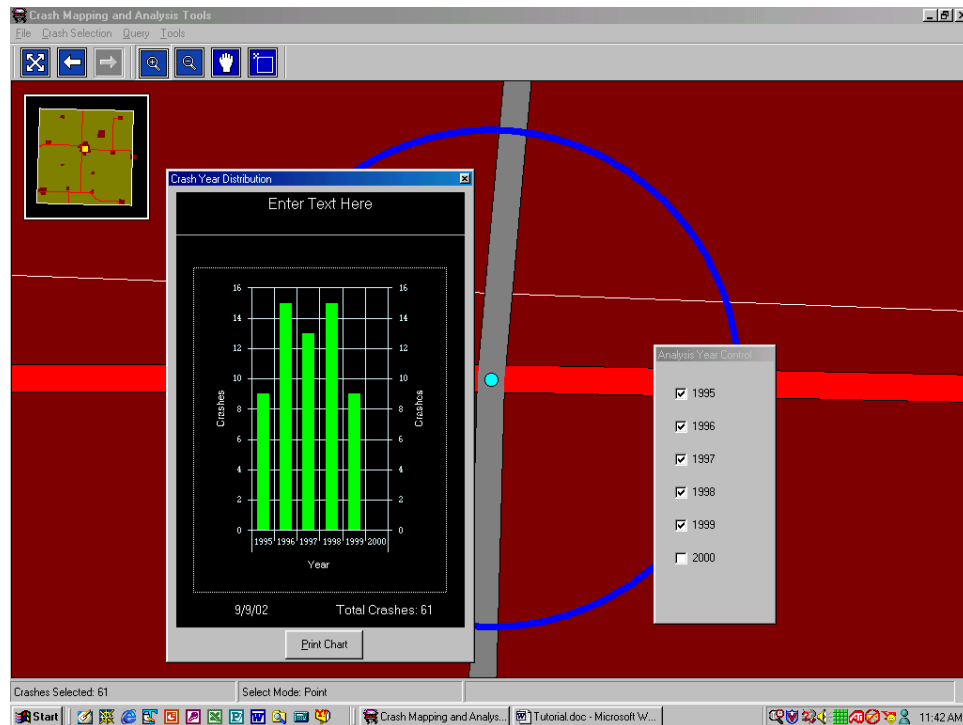 Crash Mapping and Analysis Tools
File Crash Selection Query Tools
Crash Year Distribution
Enter Text Here
16 16
14 14
12 12
10 10
8 8
6 6
4 4
2 2
0 0
Crashes
Crashes
1995 1996 1997 1998 1999 2000
Year
9/9/02 Total Crashes: 61
Print Chart
Analysis Year Control
1995
1996
1997
1998
1999
2000
Crashes Selected: 61 Select Mode: Point
Start Crash Mapping and Analys... Tutorial.doc - Microsoft W... 11:42 AM